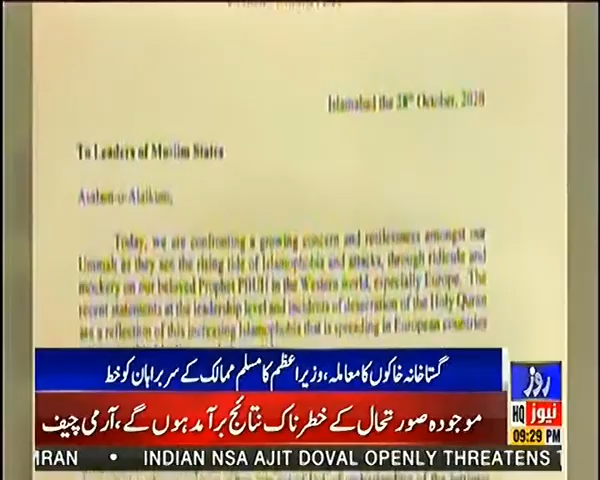 Islamabad the 28th October, 2020
To Leaders of Muslim States
Asalam-o-Alaikum,
Today, we are confronting a growing concern and restlessness amongst our
Ummah as they see the rising tide of Islamophobia and attacks, through ridicule and
mockery on our beloved Prophet PBUH in the Western world, especially Europe. The
recent statements at the leadership level and incidents of desecration of the Holy Quran
are a reflection of this increasing Islamophobia that is spreading in European countries
گستاخانہ خاکوں کا معاملہ، وزیراعظم کا مسلم ممالک کے سربراہان کو خط
موجودہ صورتحال کے خطرناک نتائج برآمد ہوں گے، آرمی چیف
روز
HQ نیوز
09:29 PM
MRAN • INDIAN NSA AJIT DOVAL OPENLY THREATENS T